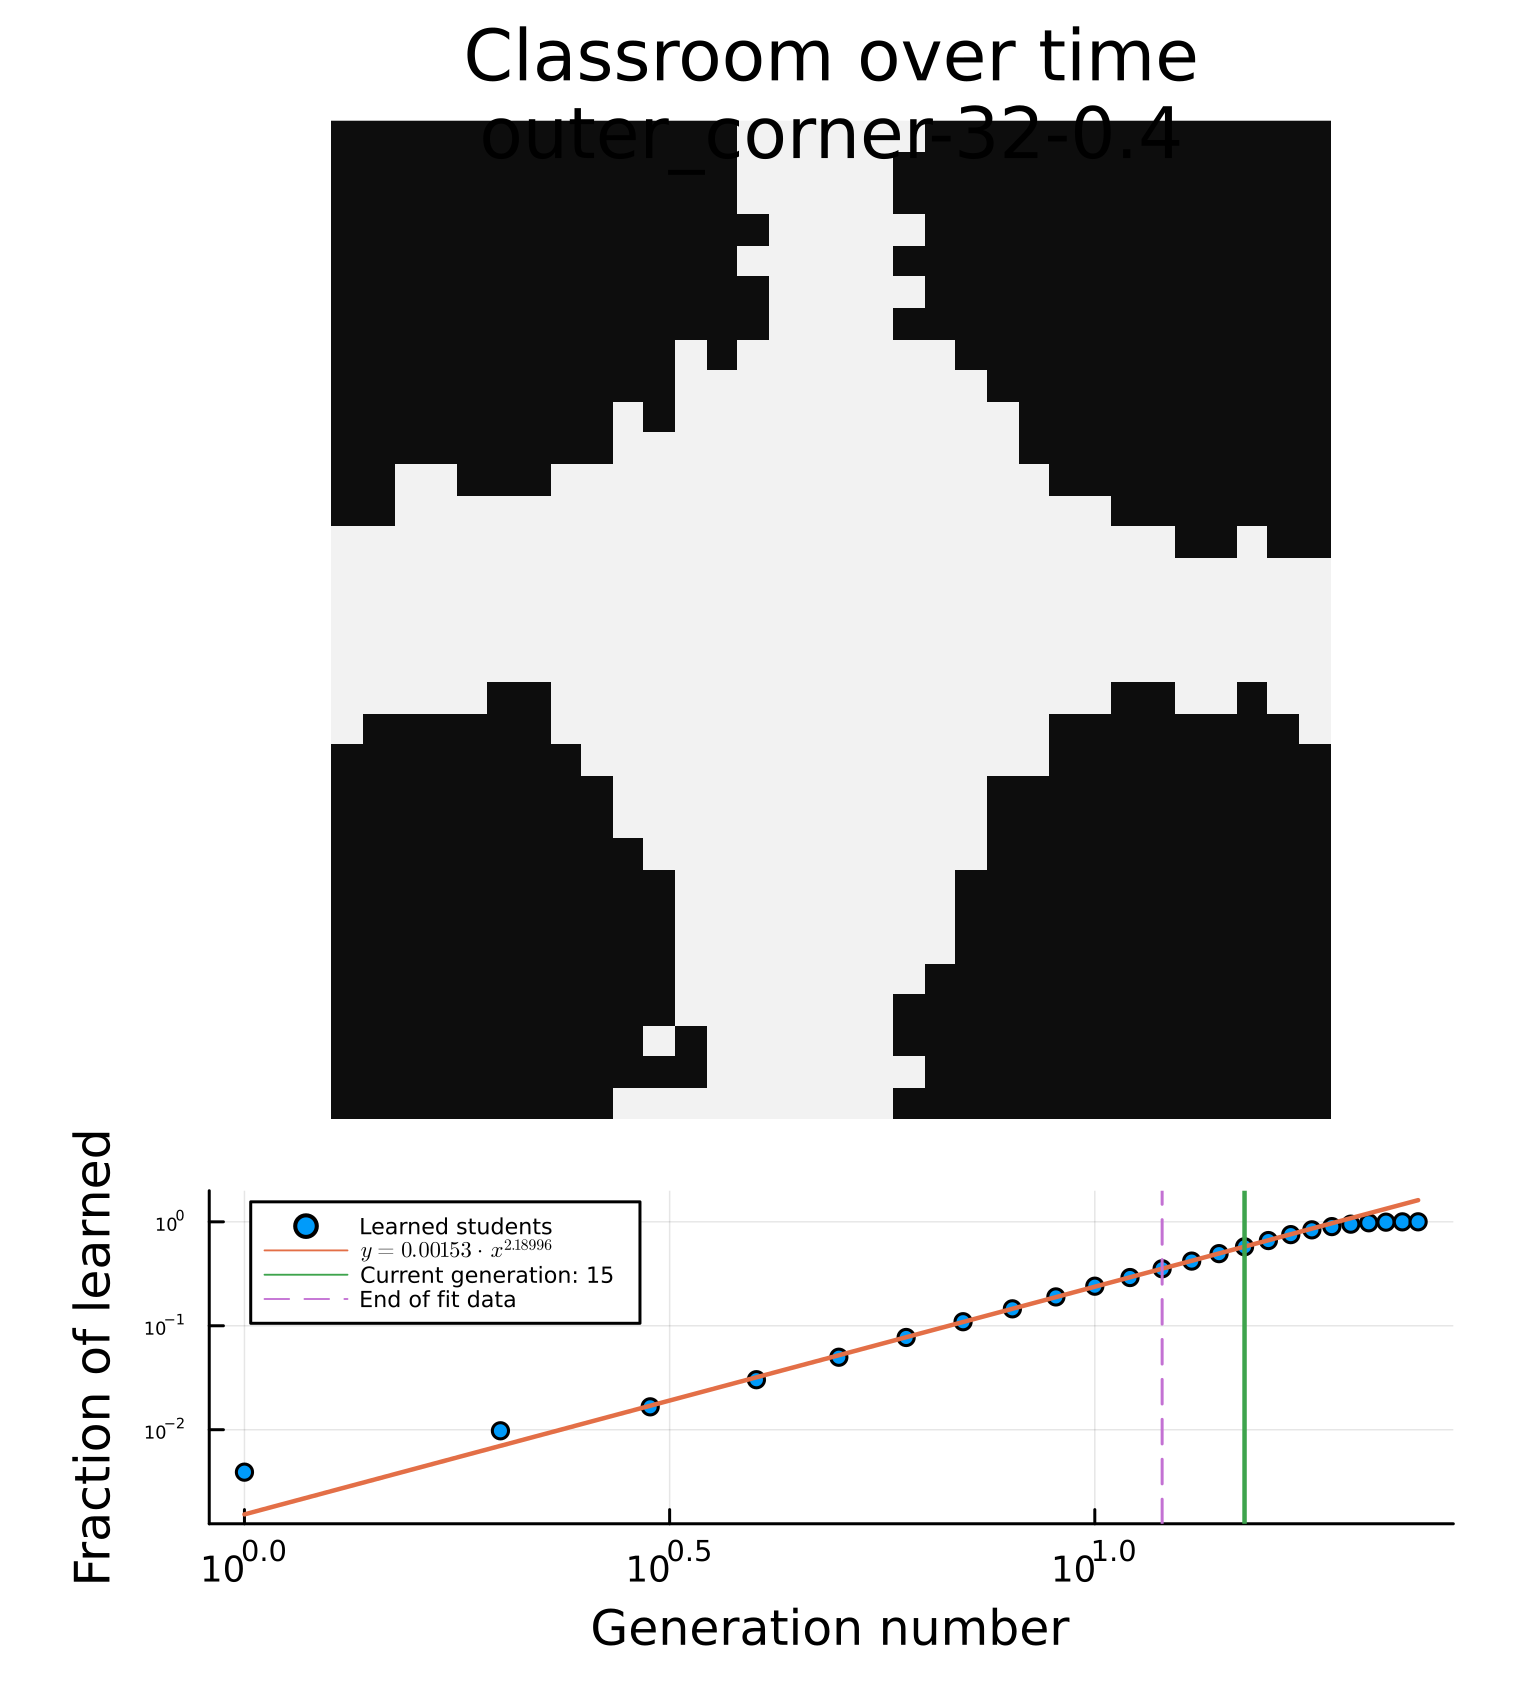 Classroom over time
outer_corner-32-0.4
Fraction of learned
10⁰
10⁻¹
10⁻²
Learned students
y = 0.00153 · x^2.18996
Current generation: 15
End of fit data
10^0.0
10^0.5
10^1.0
Generation number